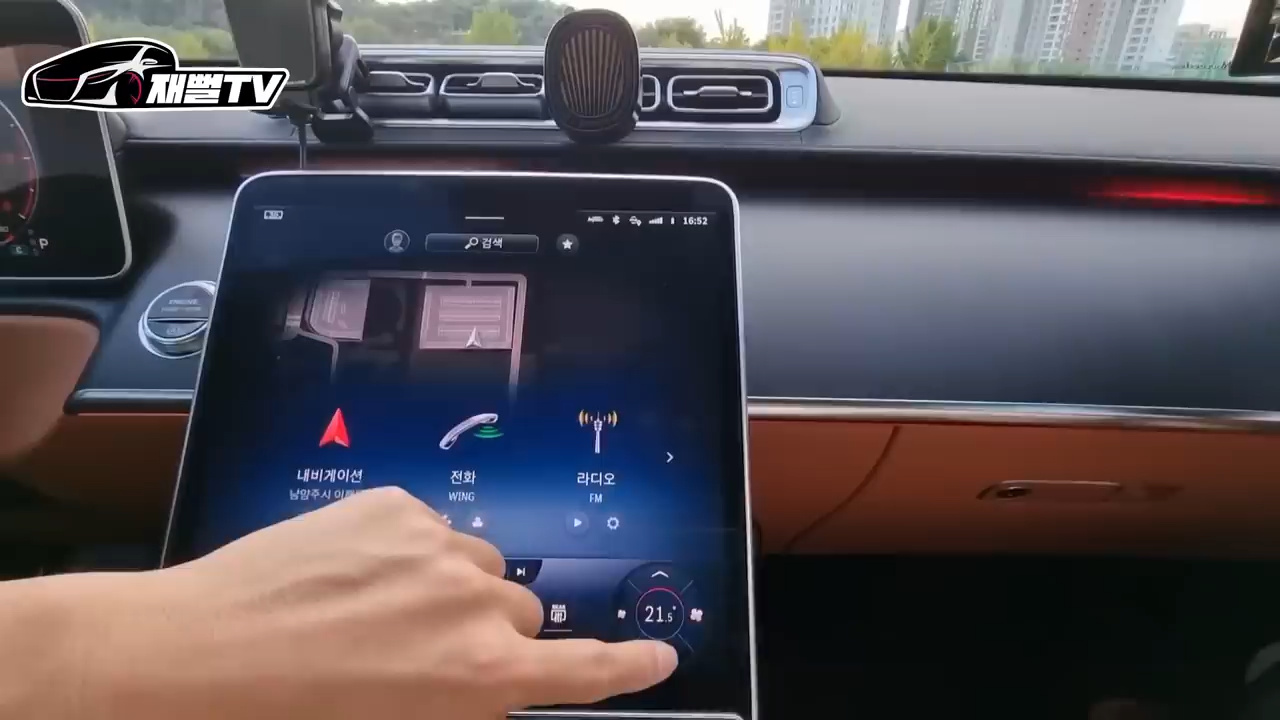 재뻘TV
16:52
검색
내비게이션
전화
라디오
남양주시
WING
FM
REAR
21.5°
P
ENGINE